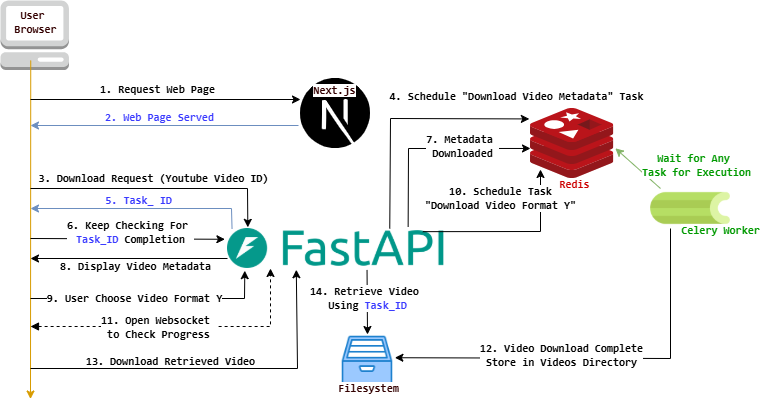 User
Browser
1. Request Web Page
Next.js
2. Web Page Served
4. Schedule "Download Video Metadata" Task
7. Metadata
Downloaded
Wait for Any
Task for Execution
3. Download Request (Youtube Video ID)
Redis
10. Schedule Task
"Download Video Format Y"
5. Task_ ID
6. Keep Checking For
Task_ID Completion
Celery Worker
FastAPI
8. Display Video Metadata
9. User Choose Video Format Y
14. Retrieve Video
Using Task_ID
11. Open Websocket
to Check Progress
12. Video Download Complete
Store in Videos Directory
13. Download Retrieved Video
Filesystem